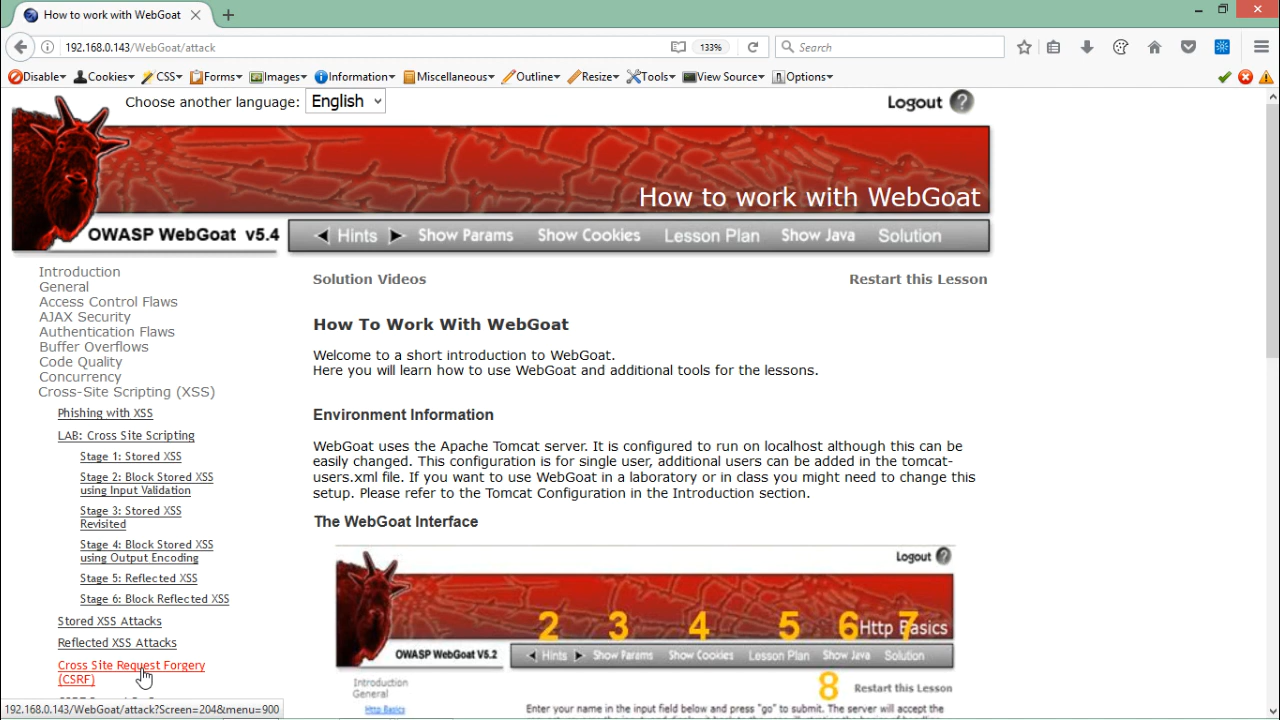 How to work with WebGoat
192.168.0.143/WebGoat/attack
133%
Search
Disable Cookies CSS Forms Images Information Miscellaneous Outline Resize Tools View Source Options
Choose another language: English
Logout ?
How to work with WebGoat
OWASP WebGoat v5.4
Hints Show Params Show Cookies Lesson Plan Show Java Solution
Introduction
General
Access Control Flaws
AJAX Security
Authentication Flaws
Buffer Overflows
Code Quality
Concurrency
Cross-Site Scripting (XSS)
Phishing with XSS
LAB: Cross Site Scripting
Stage 1: Stored XSS
Stage 2: Block Stored XSS
using Input Validation
Stage 3: Stored XSS
Revisited
Stage 4: Block Stored XSS
using Output Encoding
Stage 5: Reflected XSS
Stage 6: Block Reflected XSS
Stored XSS Attacks
Reflected XSS Attacks
Cross Site Request Forgery
(CSRF)
192.168.0.143/WebGoat/attack?Screen=204&menu=900
Solution Videos
Restart this Lesson
How To Work With WebGoat
Welcome to a short introduction to WebGoat.
Here you will learn how to use WebGoat and additional tools for the lessons.
Environment Information
WebGoat uses the Apache Tomcat server. It is configured to run on localhost although this can be
easily changed. This configuration is for single user, additional users can be added in the tomcat-
users.xml file. If you want to use WebGoat in a laboratory or in class you might need to change this
setup. Please refer to the Tomcat Configuration in the Introduction section.
The WebGoat Interface
Logout ?
2 3 4 5 6 7
Http Basics
OWASP WebGoat V5.2
Hints Show Params Show Cookies Lesson Plan Show Java Solution
Introduction
General
Http Basics
8
Restart this Lesson
Enter your name in the input field below and press "go" to submit. The server will accept the